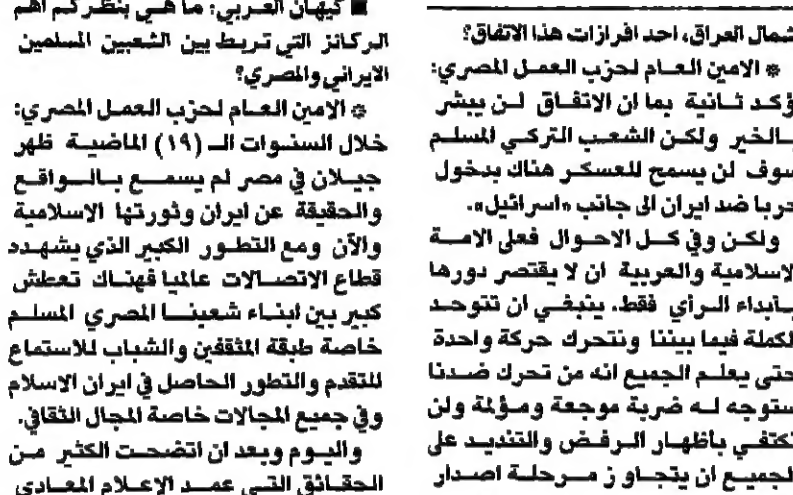 شمال العراق، احد افرازات هذا الاتفاق؟
* الامين العام لحزب العمل المصري:
ؤكد ثانية بما ان الاتفاق لن يبشر
بالخير ولكن الشعب التركي المسلم
سوف لن يسمح للعسكر هناك بدخول
حربا ضد ايران الى جانب «اسرائيل».
ولكن وفي كل الاحوال فعلى الامة
لاسلامية والعربية ان لا يقتصر دورها
بأبداء الرأي فقط. ينبغي ان تتوحد
لكملة فيما بيننا ونتحرك حركة واحدة
حتى يعلم الجميع انه من تحرك ضدنا
ستوجه له ضربة موجعة ومؤلمة ولن
نكتفي بأظهار الرفض والتنديد على
لجميع ان يتجاو ز مرحلة اصدار
■ كيهان العربي: ما هي بنظركم اهم
الركائز التي تربط بين الشعبين المسلمين
الايراني والمصري؟
* الامين العام لحزب العمل المصري:
خلال السنوات الـ (١٩) الماضية ظهر
جيلان في مصر لم يسمع بالواقع
والحقيقة عن ايران وثورتها الاسلامية
والآن ومع التطور الكبير الذي يشهده
قطاع الاتصالات عالميا فهناك تعطش
كبير بين ابناء شعبنا المصري المسلم
خاصة طبقة المثقفين والشباب للاستماع
للتقدم والتطور الحاصل في ايران الاسلام
وفي جميع المجالات خاصة المجال الثقافي.
واليوم وبعد ان اتضحت الكثير من
الحقائق التي عمد الإعلام المعادي